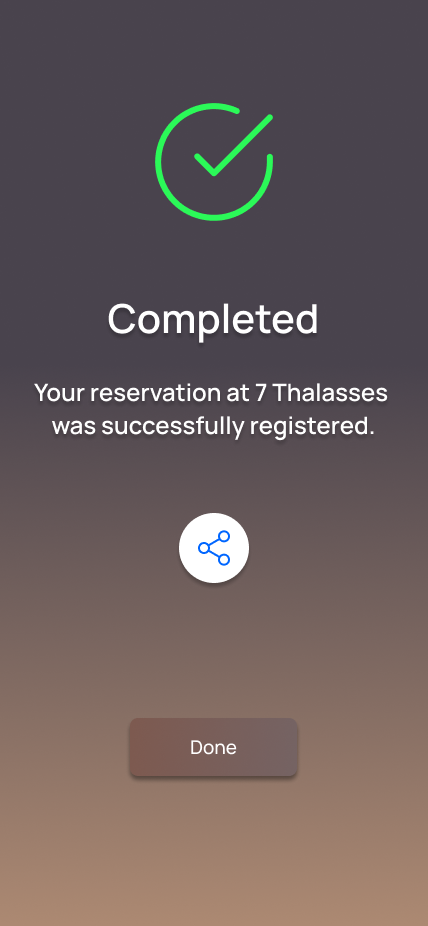 Completed
Your reservation at 7 Thalasses
was successfully registered.
Done